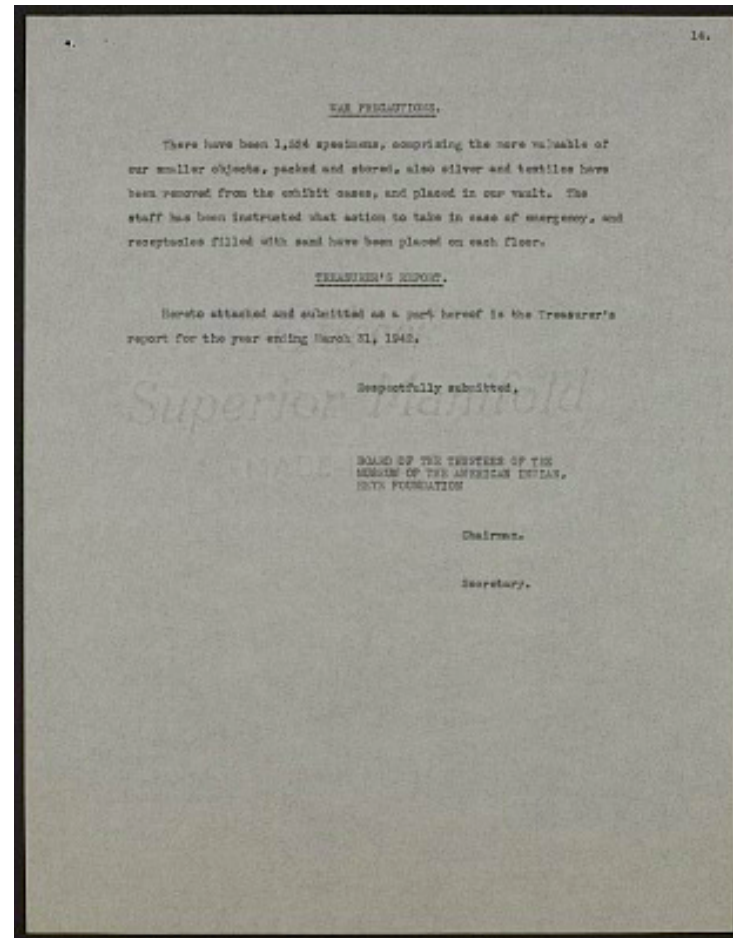 14.
WAR PRECAUTIONS.
There have been specimens, comprising the more valuable of
our smaller objects, packed and stored, also silver and textiles have
been removed from the exhibit cases, and placed in our vault. The
staff has been instructed what action to take in case of emergency, and
receptacles filled with sand have been placed on each floor.
TREASURER'S REPORT.
Hereto attached and submitted as a part hereof is the Treasurer's
report for the year ending March 31, 1942.
Respectfully submitted,
Superior Manifold
BOARD OF THE TRUSTEES OF THE
MUSEUM OF THE AMERICAN INDIAN,
HEYE FOUNDATION
Chairman.
Secretary.